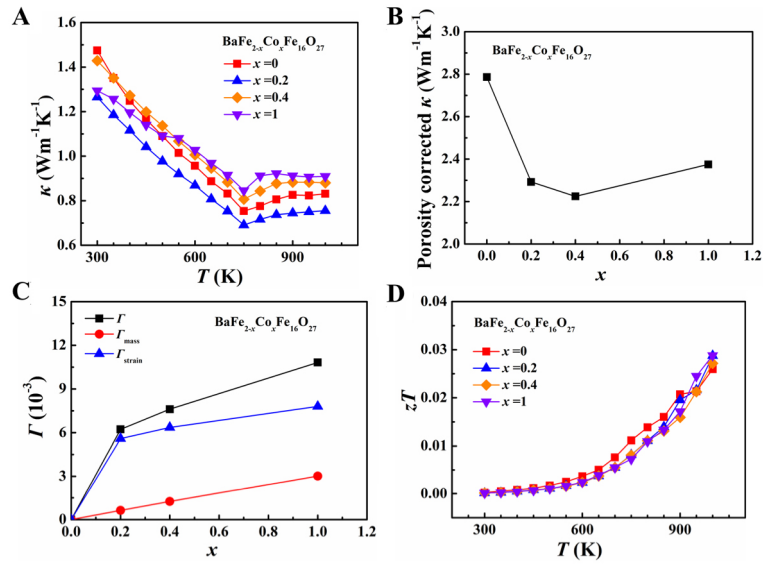 A
BaFe2-xCoxFe16O27
x=0
x=0.2
x=0.4
x=1
κ (Wm-1K-1)
1.6
1.4
1.2
1.0
0.8
0.6
300
600
900
T (K)
B
BaFe2-xCoxFe16O27
Porosity corrected κ (Wm-1K-1)
3.0
2.8
2.6
2.4
2.2
2.0
0.0
0.2
0.4
0.6
0.8
1.0
1.2
x
C
Γ
Γmass
Γstrain
BaFe2-xCoxFe16O27
Γ (10-3)
15
12
9
6
3
0
0.0
0.2
0.4
0.6
0.8
1.0
1.2
x
D
BaFe2-xCoxFe16O27
x=0
x=0.2
x=0.4
x=1
zT
0.04
0.03
0.02
0.01
0.00
300
600
900
T (K)